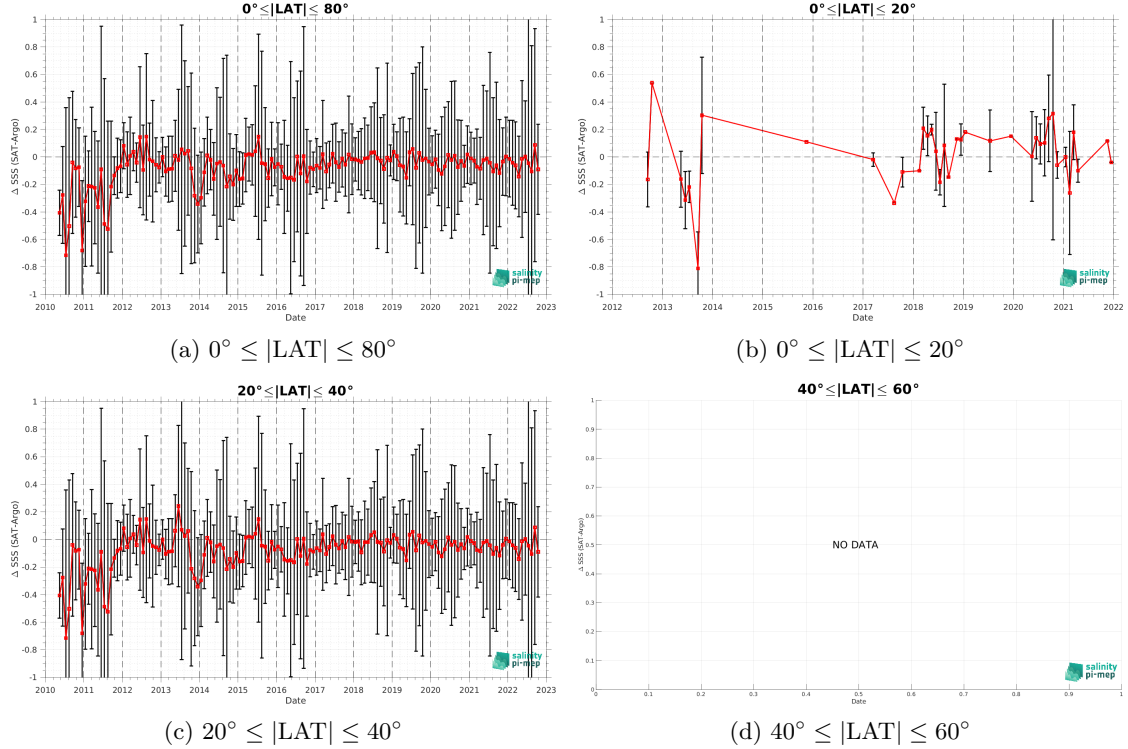 0°≤|LAT|≤ 80°
Δ SSS (SAT-Argo)
1
0.8
0.6
0.4
0.2
0
-0.2
-0.4
-0.6
-0.8
-1
2010 2011 2012 2013 2014 2015 2016 2017 2018 2019 2020 2021 2022 2023
Date
salinity
pi-mep
(a) 0° ≤ |LAT| ≤ 80°
0°≤|LAT|≤ 20°
Δ SSS (SAT-Argo)
1
0.8
0.6
0.4
0.2
0
-0.2
-0.4
-0.6
-0.8
-1
2012 2013 2014 2015 2016 2017 2018 2019 2020 2021 2022
Date
salinity
pi-mep
(b) 0° ≤ |LAT| ≤ 20°
20°≤|LAT|≤ 40°
Δ SSS (SAT-Argo)
1
0.8
0.6
0.4
0.2
0
-0.2
-0.4
-0.6
-0.8
-1
2010 2011 2012 2013 2014 2015 2016 2017 2018 2019 2020 2021 2022 2023
Date
salinity
pi-mep
(c) 20° ≤ |LAT| ≤ 40°
40°≤|LAT|≤ 60°
Δ SSS (SAT-Argo)
1
0.9
0.8
0.7
0.6
0.5
0.4
0.3
0.2
0.1
0
NO DATA
0 0.1 0.2 0.3 0.4 0.5 0.6 0.7 0.8 0.9 1
Date
salinity
pi-mep
(d) 40° ≤ |LAT| ≤ 60°